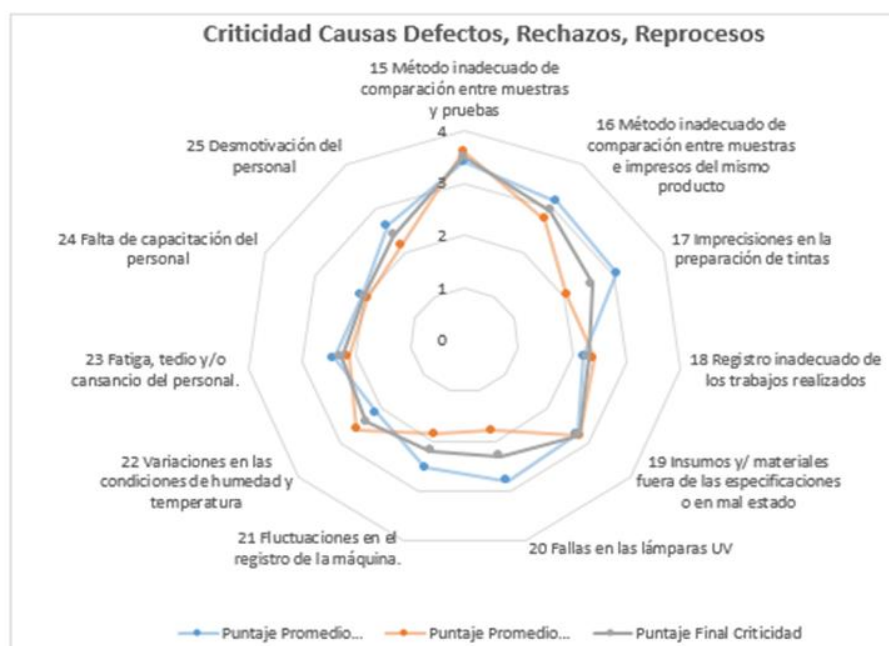 Criticidad Causas Defectos, Rechazos, Reprocesos
15 Método inadecuado de
comparación entre muestras
y pruebas
16 Método inadecuado de
comparación entre muestras
e impresos del mismo
producto
17 Imprecisiones en la
preparación de tintas
18 Registro inadecuado de
los trabajos realizados
19 Insumos y/ materiales
fuera de las especificaciones
o en mal estado
20 Fallas en las lámparas UV
21 Fluctuaciones en el
registro de la máquina.
22 Variaciones en las
condiciones de humedad y
temperatura
23 Fatiga, tedio y/o
cansancio del personal.
24 Falta de capacitación del
personal
25 Desmotivación del
personal
4
3
2
1
0
Puntaje Promedio...
Puntaje Promedio...
Puntaje Final Criticidad